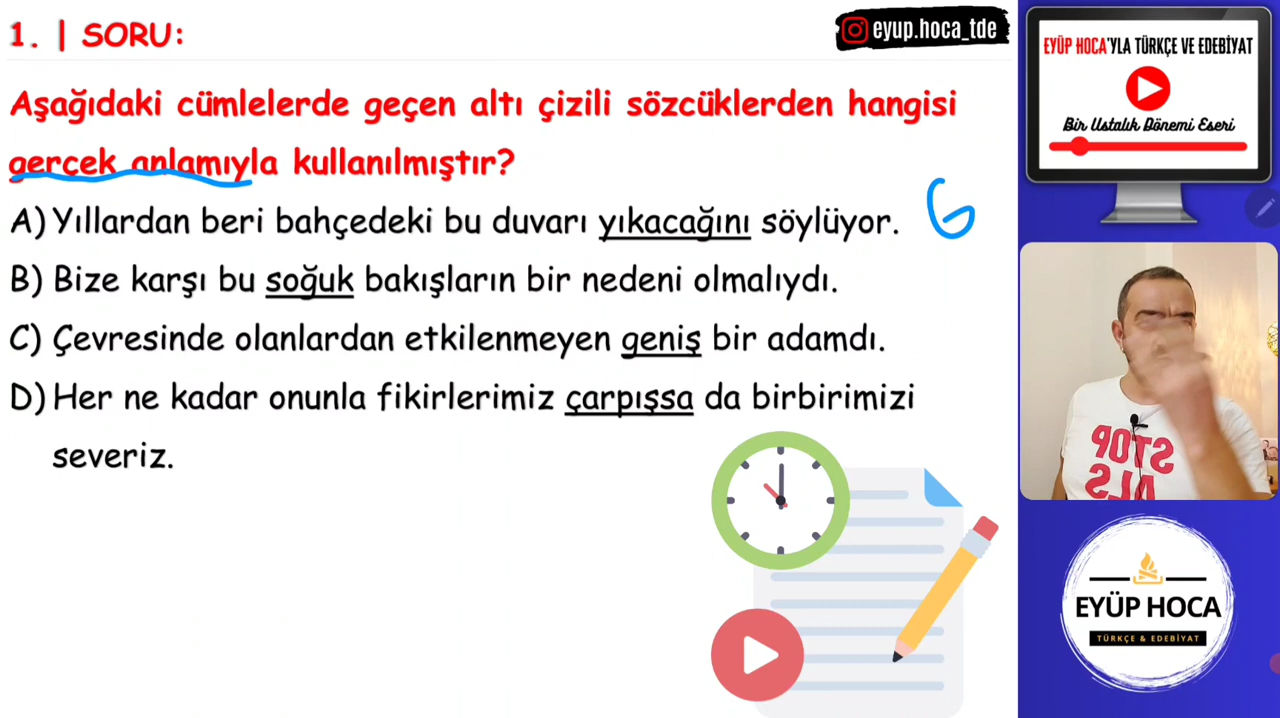 1. | SORU:
eyup.hoca_tde
Aşağıdaki cümlelerde geçen altı çizili sözcüklerden hangisi
gerçek anlamıyla kullanılmıştır?
A) Yıllardan beri bahçedeki bu duvarı yıkacağını söylüyor.
G
B) Bize karşı bu soğuk bakışların bir nedeni olmalıydı.
C) Çevresinde olanlardan etkilenmeyen geniş bir adamdı.
D) Her ne kadar onunla fikirlerimiz çarpışsa da birbirimizi
severiz.
EYÜP HOCA'YLA TÜRKÇE VE EDEBİYAT
Bir Ustalık Dönemi Eseri
STOP
ALS
EYÜP HOCA
TÜRKÇE & EDEBİYAT